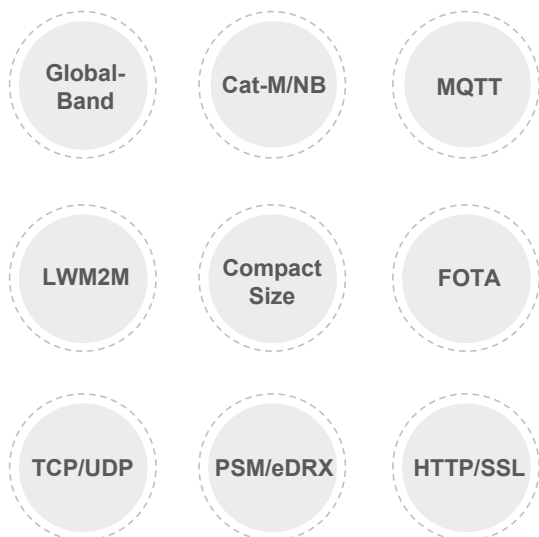 Global-
Band
Cat-M/NB
MQTT
LWM2M
Compact
Size
FOTA
TCP/UDP
PSM/eDRX
HTTP/SSL